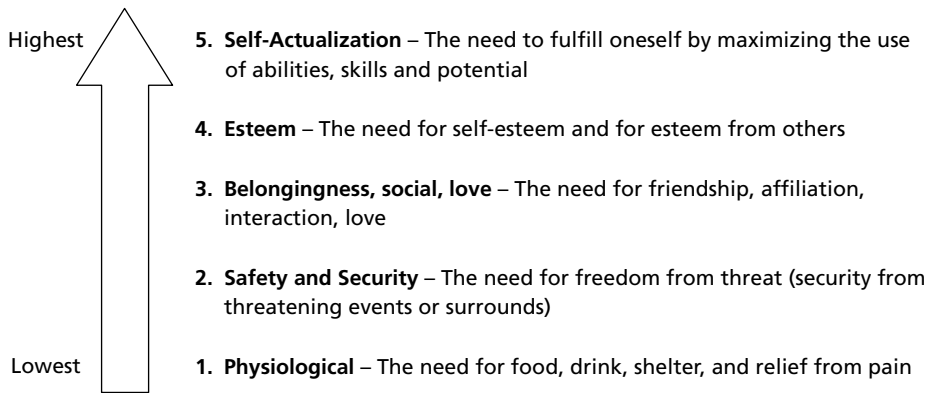 Highest
5. Self-Actualization – The need to fulfill oneself by maximizing the use
of abilities, skills and potential
4. Esteem – The need for self-esteem and for esteem from others
3. Belongingness, social, love – The need for friendship, affiliation,
interaction, love
2. Safety and Security – The need for freedom from threat (security from
threatening events or surrounds)
Lowest
1. Physiological – The need for food, drink, shelter, and relief from pain